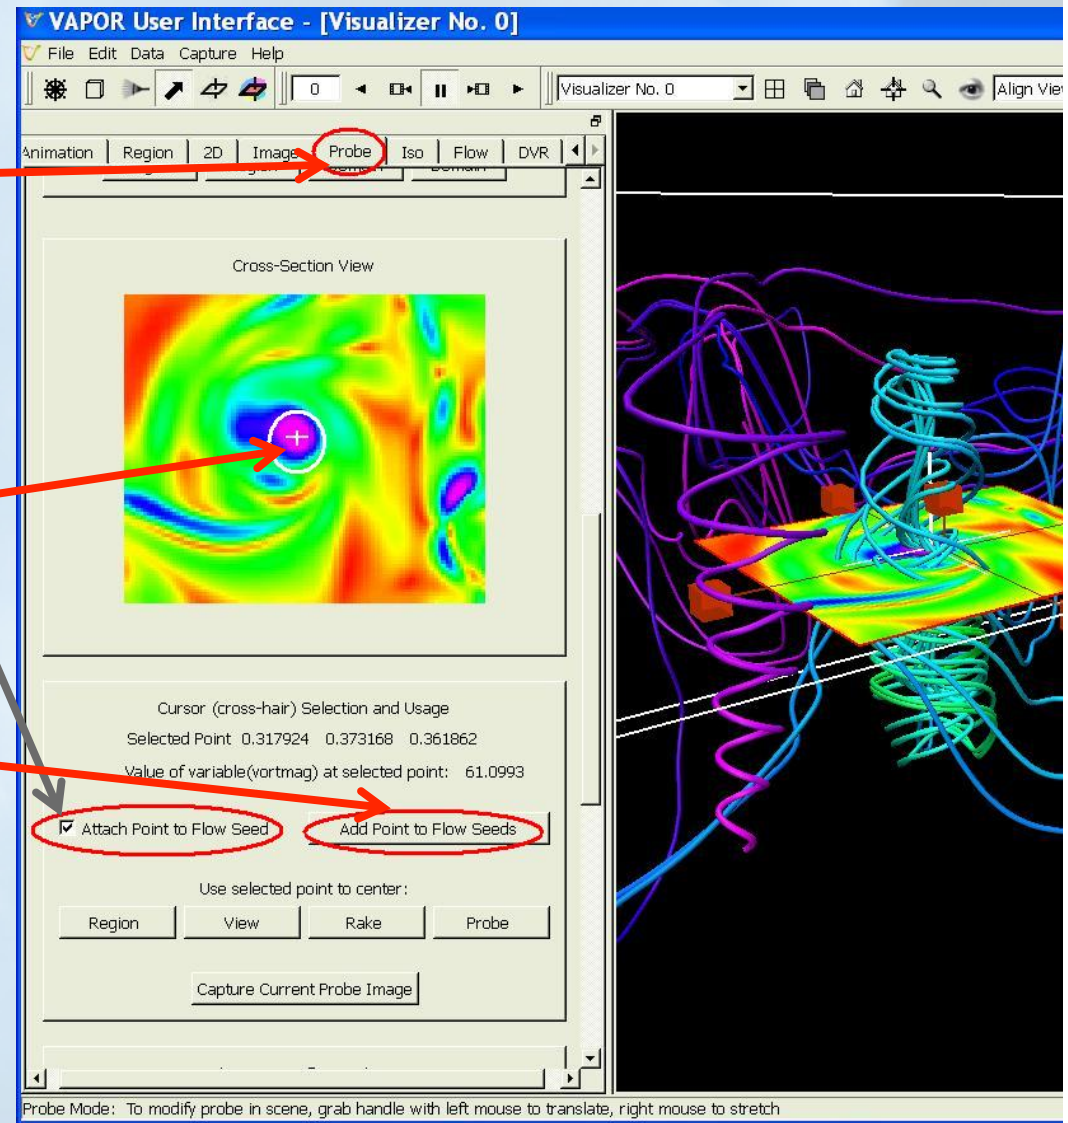 VAPOR User Interface - [Visualizer No. 0]
File Edit Data Capture Help
0 Visualizer No. 0 Align View
Animation Region 2D Image Probe Iso Flow DVR
Cross-Section View
Cursor (cross-hair) Selection and Usage
Selected Point 0.317924 0.373168 0.361862
Value of variable(vortmag) at selected point: 61.0993
Attach Point to Flow Seed Add Point to Flow Seeds
Use selected point to center:
Region View Rake Probe
Capture Current Probe Image
Probe Mode: To modify probe in scene, grab handle with left mouse to translate, right mouse to stretch